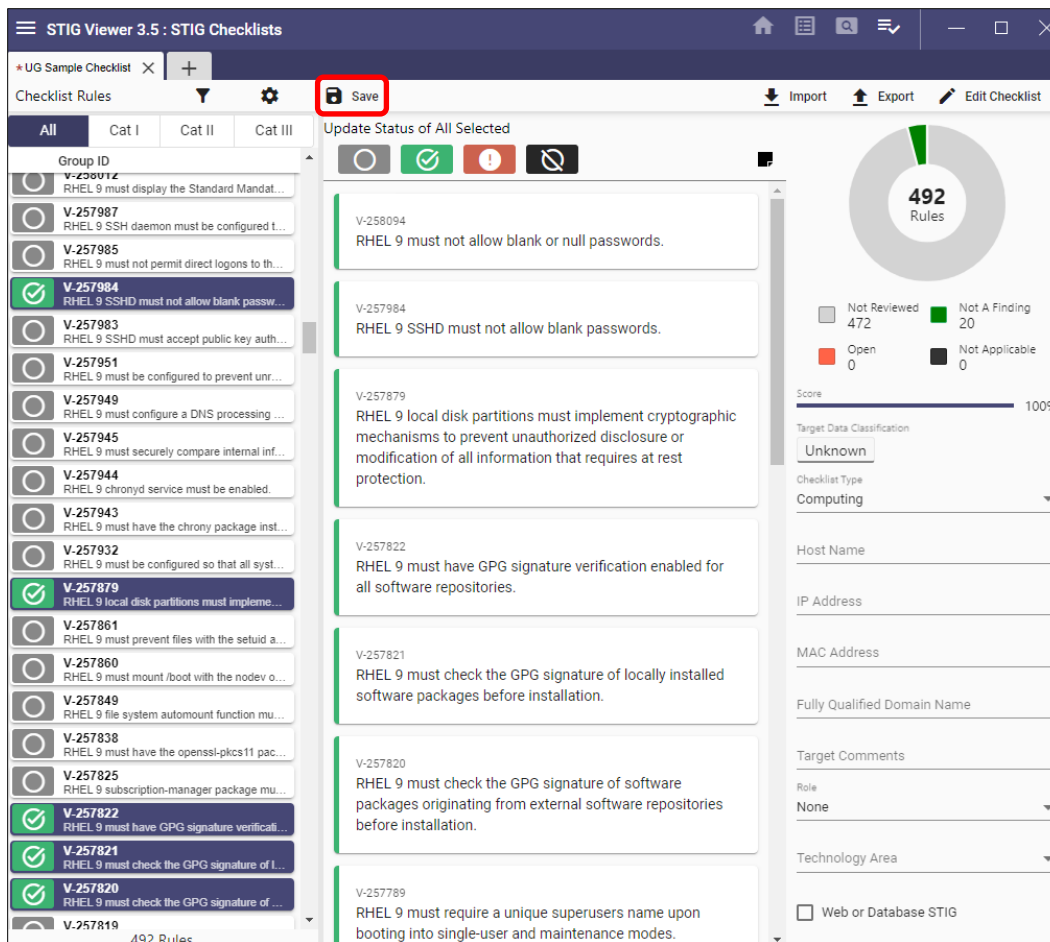 STIG Viewer 3.5 : STIG Checklists
*UG Sample Checklist
Checklist Rules
Save
Import
Export
Edit Checklist
All
Cat I
Cat II
Cat III
Group ID
V-258012
RHEL 9 must display the Standard Mandat...
V-257987
RHEL 9 SSH daemon must be configured t...
V-257985
RHEL 9 must not permit direct logons to th...
V-257984
RHEL 9 SSHD must not allow blank passw...
V-257983
RHEL 9 SSHD must accept public key auth...
V-257951
RHEL 9 must be configured to prevent unr...
V-257949
RHEL 9 must configure a DNS processing ...
V-257945
RHEL 9 must securely compare internal inf...
V-257944
RHEL 9 chronyd service must be enabled.
V-257943
RHEL 9 must have the chrony package inst...
V-257932
RHEL 9 must be configured so that all syst...
V-257879
RHEL 9 local disk partitions must impleme...
V-257861
RHEL 9 must prevent files with the setuid a...
V-257860
RHEL 9 must mount /boot with the nodev o...
V-257849
RHEL 9 file system automount function mu...
V-257838
RHEL 9 must have the openssl-pkcs11 pac...
V-257825
RHEL 9 subscription-manager package mu...
V-257822
RHEL 9 must have GPG signature verificati...
V-257821
RHEL 9 must check the GPG signature of l...
V-257820
RHEL 9 must check the GPG signature of ...
V-257819
492 Rules
Update Status of All Selected
V-258094
RHEL 9 must not allow blank or null passwords.
V-257984
RHEL 9 SSHD must not allow blank passwords.
V-257879
RHEL 9 local disk partitions must implement cryptographic
mechanisms to prevent unauthorized disclosure or
modification of all information that requires at rest
protection.
V-257822
RHEL 9 must have GPG signature verification enabled for
all software repositories.
V-257821
RHEL 9 must check the GPG signature of locally installed
software packages before installation.
V-257820
RHEL 9 must check the GPG signature of software
packages originating from external software repositories
before installation.
V-257789
RHEL 9 must require a unique superusers name upon
booting into single-user and maintenance modes.
492
Rules
Not Reviewed
472
Not A Finding
20
Open
0
Not Applicable
0
Score
100%
Target Data Classification
Unknown
Checklist Type
Computing
Host Name
IP Address
MAC Address
Fully Qualified Domain Name
Target Comments
Role
None
Technology Area
Web or Database STIG